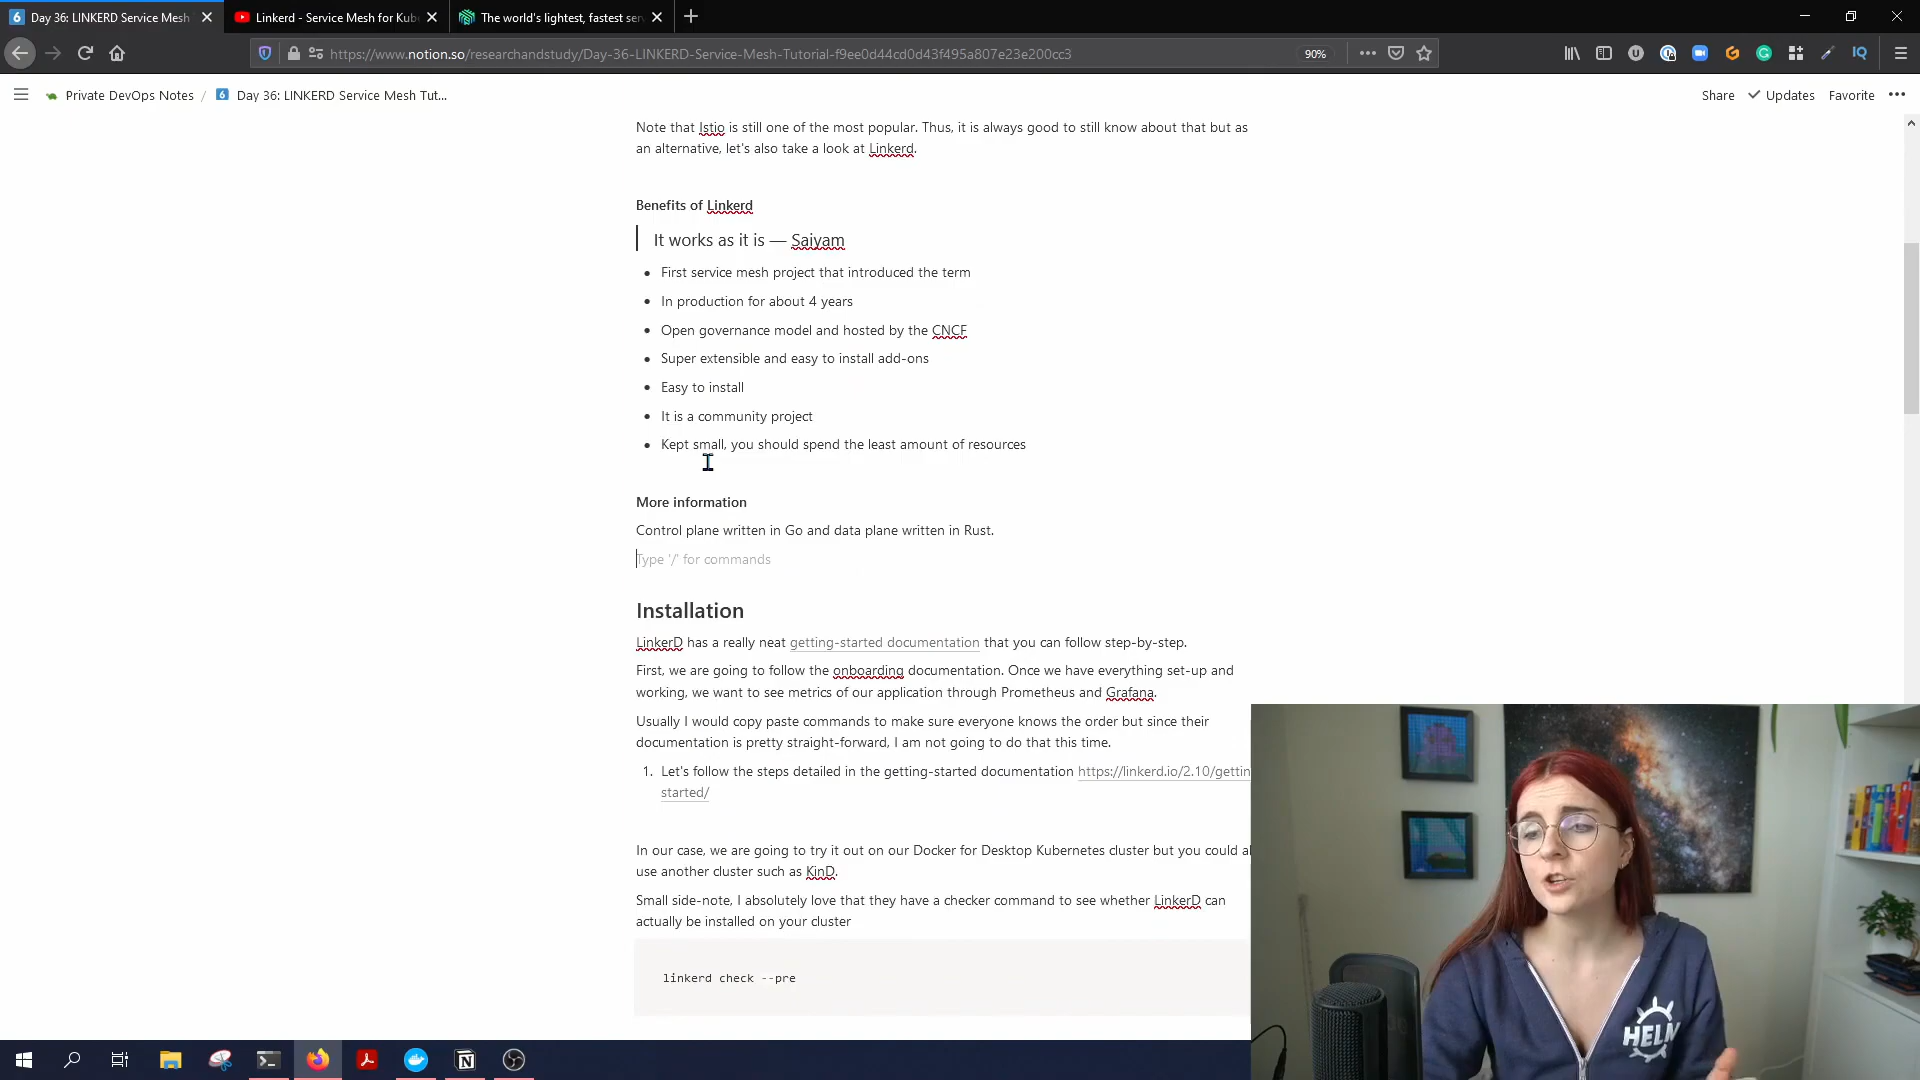 Day 36: LINKERD Service Mesh
Linkerd - Service Mesh for Kub
The world's lightest, fastest serv
https://www.notion.so/researchandstudy/Day-36-LINKERD-Service-Mesh-Tutorial-f9ee0d44cd0d43f495a807e23e200cc3
90%
Private DevOps Notes / Day 36: LINKERD Service Mesh Tut...
Share Updates Favorite
Note that Istio is still one of the most popular. Thus, it is always good to still know about that but as
an alternative, let's also take a look at Linkerd.
Benefits of Linkerd
It works as it is — Saiyam
• First service mesh project that introduced the term
• In production for about 4 years
• Open governance model and hosted by the CNCF
• Super extensible and easy to install add-ons
• Easy to install
• It is a community project
• Kept small, you should spend the least amount of resources
More information
Control plane written in Go and data plane written in Rust.
Type '/' for commands
Installation
LinkerD has a really neat getting-started documentation that you can follow step-by-step.
First, we are going to follow the onboarding documentation. Once we have everything set-up and
working, we want to see metrics of our application through Prometheus and Grafana.
Usually I would copy paste commands to make sure everyone knows the order but since their
documentation is pretty straight-forward, I am not going to do that this time.
1. Let's follow the steps detailed in the getting-started documentation https://linkerd.io/2.10/gettin
started/
In our case, we are going to try it out on our Docker for Desktop Kubernetes cluster but you could al
use another cluster such as KinD.
Small side-note, I absolutely love that they have a checker command to see whether LinkerD can
actually be installed on your cluster
linkerd check --pre
HELM